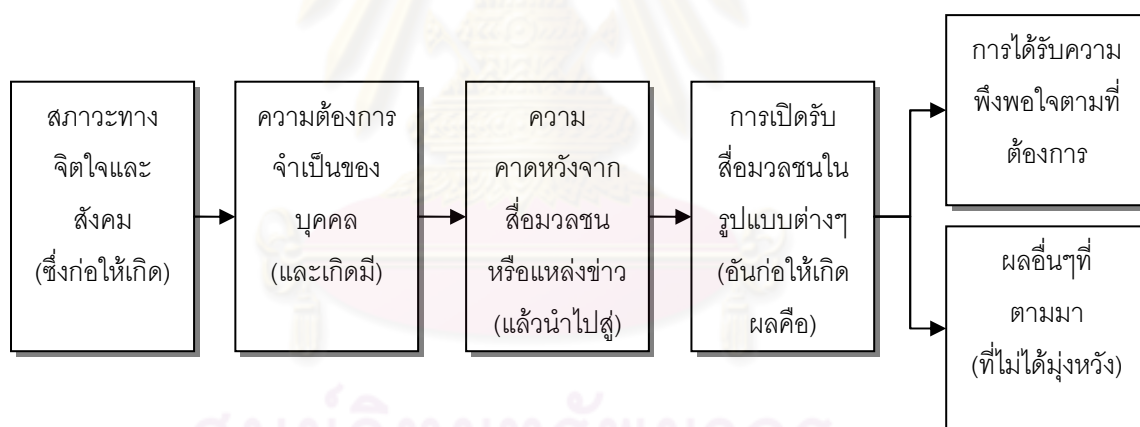 สภาวะทาง
จิตใจและ
สังคม
(ซึ่งก่อให้เกิด)
ความต้องการ
จำเป็นของ
บุคคล
(และเกิดมี)
ความ
คาดหวังจาก
สื่อมวลชน
หรือแหล่งข่าว
(แล้วนำไปสู่)
การเปิดรับ
สื่อมวลชนใน
รูปแบบต่างๆ
(อันก่อให้เกิด
ผลคือ)
การได้รับความ
พึงพอใจตามที่
ต้องการ
ผลอื่นๆที่
ตามมา
(ที่ไม่ได้มุ่งหวัง)